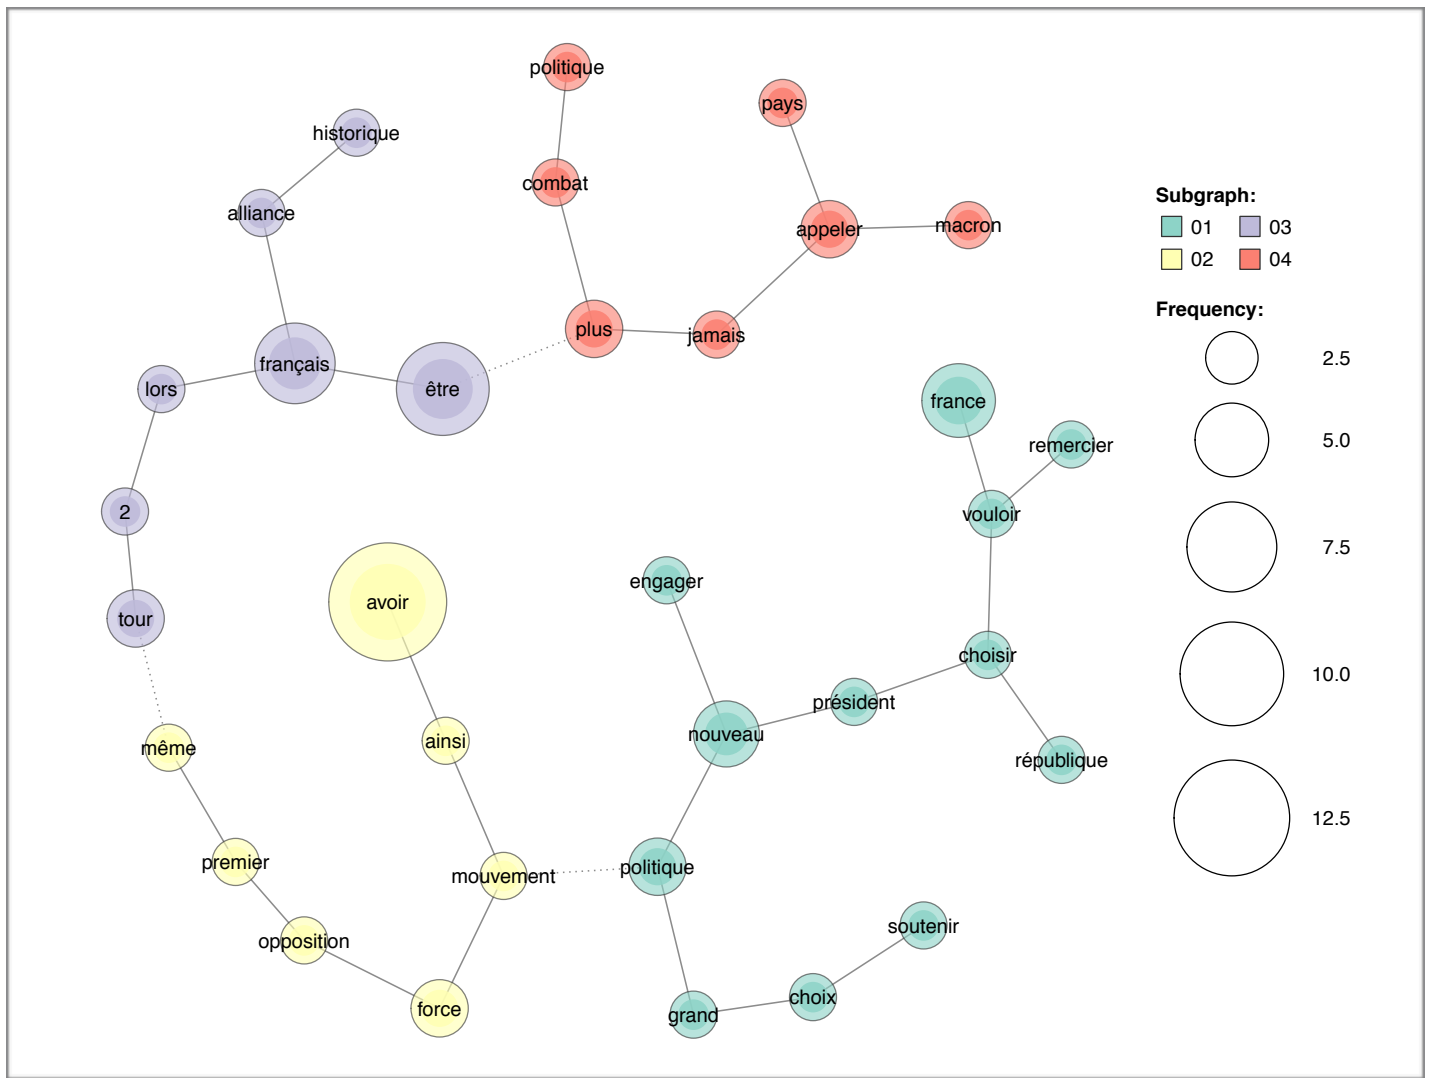 politique
pays
historique
combat
alliance
appeler
macron
plus
jamais
français
être
lors
france
remercier
2
vouloir
engager
avoir
tour
choisir
président
nouveau
ainsi
même
république
premier
politique
mouvement
opposition
soutenir
choix
force
grand
Subgraph:
01 03
02 04
Frequency:
2.5
5.0
7.5
10.0
12.5